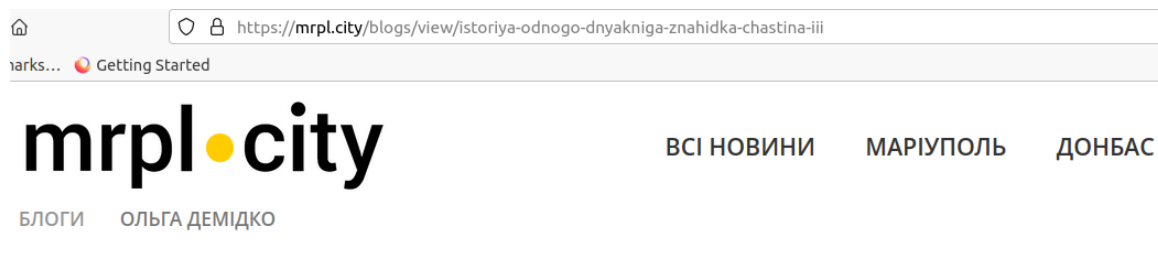 https://mrpl.city/blogs/view/istoriya-odnogo-dnyakniga-znahidka-chastina-iii
Getting Started
mrpl city
ВСІ НОВИНИ МАРІУПОЛЬ ДОНБАС
БЛОГИ ОЛЬГА ДЕМІДКО